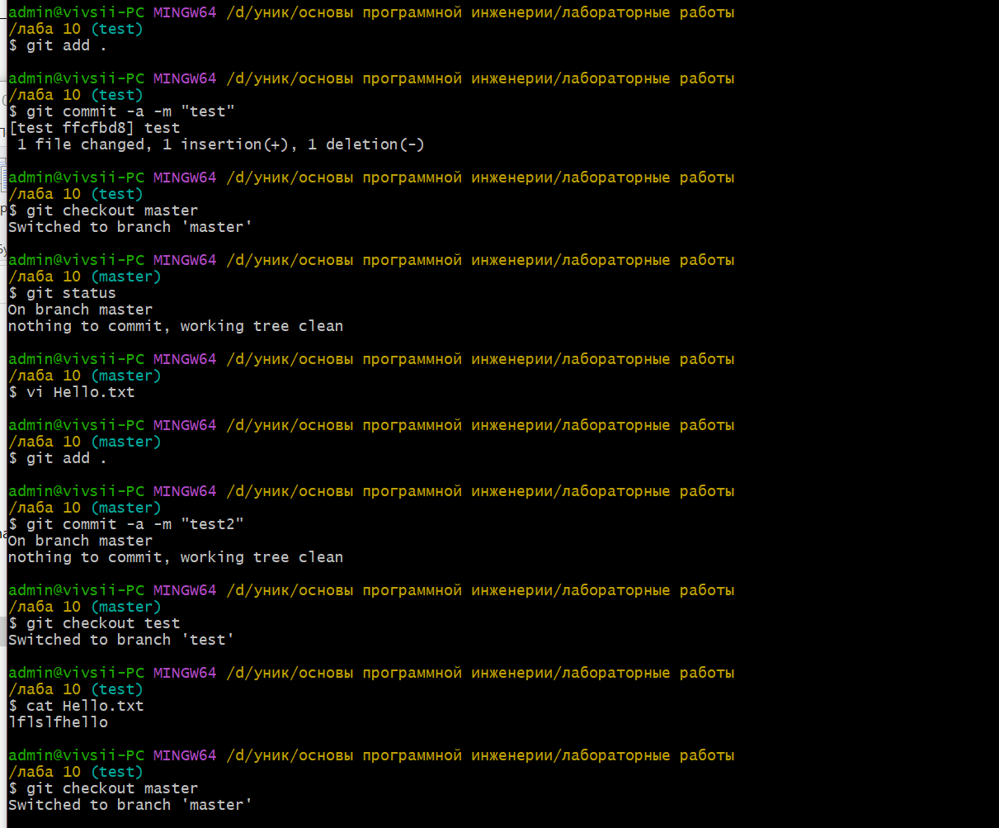 admin@vivsii-PC MINGW64 /d/уник/основы программной инженерии/лабораторные работы
/лаба 10 (test)
$ git add .
admin@vivsii-PC MINGW64 /d/уник/основы программной инженерии/лабораторные работы
/лаба 10 (test)
$ git commit -a -m "test"
[test ffcfbd8] test
1 file changed, 1 insertion(+), 1 deletion(-)
admin@vivsii-PC MINGW64 /d/уник/основы программной инженерии/лабораторные работы
/лаба 10 (test)
$ git checkout master
Switched to branch 'master'
admin@vivsii-PC MINGW64 /d/уник/основы программной инженерии/лабораторные работы
/лаба 10 (master)
$ git status
On branch master
nothing to commit, working tree clean
admin@vivsii-PC MINGW64 /d/уник/основы программной инженерии/лабораторные работы
/лаба 10 (master)
$ vi Hello.txt
admin@vivsii-PC MINGW64 /d/уник/основы программной инженерии/лабораторные работы
/лаба 10 (master)
$ git add .
admin@vivsii-PC MINGW64 /d/уник/основы программной инженерии/лабораторные работы
/лаба 10 (master)
$ git commit -a -m "test2"
On branch master
nothing to commit, working tree clean
admin@vivsii-PC MINGW64 /d/уник/основы программной инженерии/лабораторные работы
/лаба 10 (master)
$ git checkout test
Switched to branch 'test'
admin@vivsii-PC MINGW64 /d/уник/основы программной инженерии/лабораторные работы
/лаба 10 (test)
$ cat Hello.txt
lflslfhello
admin@vivsii-PC MINGW64 /d/уник/основы программной инженерии/лабораторные работы
/лаба 10 (test)
$ git checkout master
Switched to branch 'master'